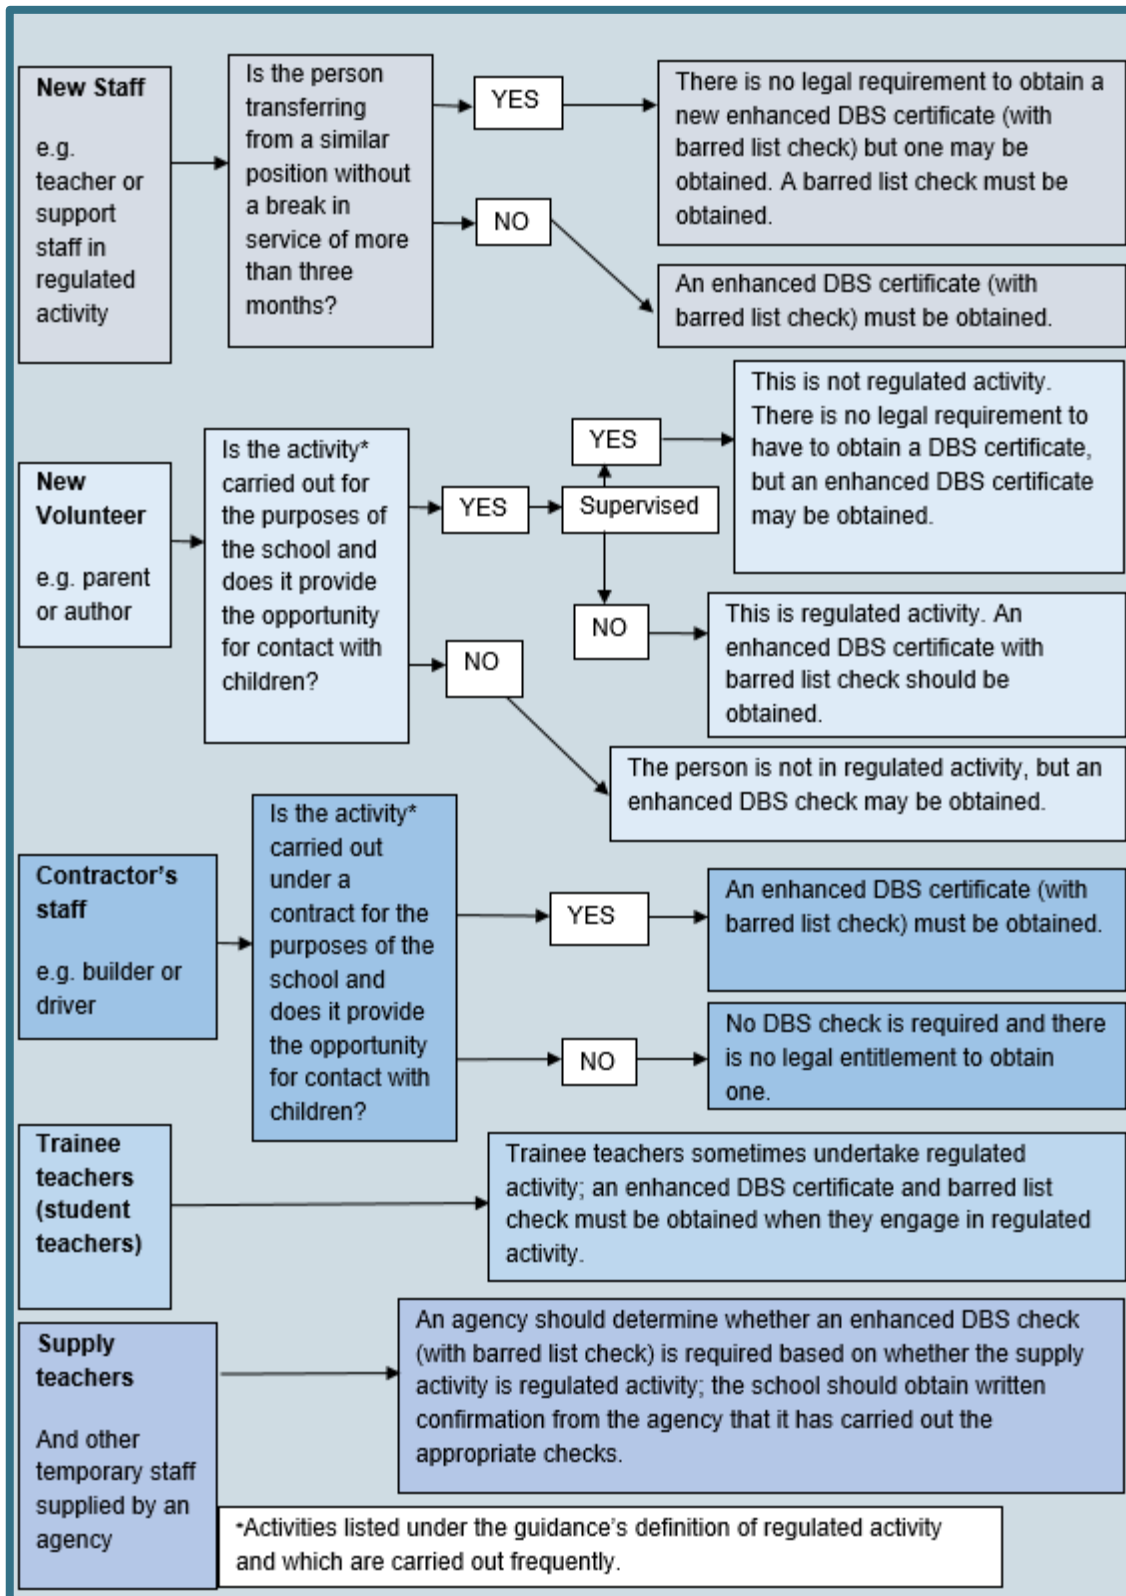 New Staff
e.g.
teacher or
support
staff in
regulated
activity
Is the person
transferring
from a similar
position without
a break in
service of more
than three
months?
YES
There is no legal requirement to obtain a
new enhanced DBS certificate (with
barred list check) but one may be
obtained. A barred list check must be
obtained.
NO
An enhanced DBS certificate (with
barred list check) must be obtained.
New
Volunteer
e.g. parent
or author
Is the activity*
carried out for
the purposes of
the school and
does it provide
the opportunity
for contact with
children?
YES
Supervised
YES
This is not regulated activity.
There is no legal requirement to
have to obtain a DBS certificate,
but an enhanced DBS certificate
may be obtained.
NO
This is regulated activity. An
enhanced DBS certificate with
barred list check should be
obtained.
NO
The person is not in regulated activity, but an
enhanced DBS check may be obtained.
Contractor's
staff
e.g. builder or
driver
Is the activity*
carried out
under a
contract for the
purposes of the
school and
does it provide
the opportunity
for contact with
children?
YES
An enhanced DBS certificate (with
barred list check) must be obtained.
NO
No DBS check is required and there
is no legal entitlement to obtain
one.
Trainee
teachers
(student
teachers)
Trainee teachers sometimes undertake regulated
activity; an enhanced DBS certificate and barred list
check must be obtained when they engage in regulated
activity.
Supply
teachers
And other
temporary staff
supplied by an
agency
An agency should determine whether an enhanced DBS check
(with barred list check) is required based on whether the supply
activity is regulated activity; the school should obtain written
confirmation from the agency that it has carried out the
appropriate checks.
*Activities listed under the guidance's definition of regulated activity
and which are carried out frequently.